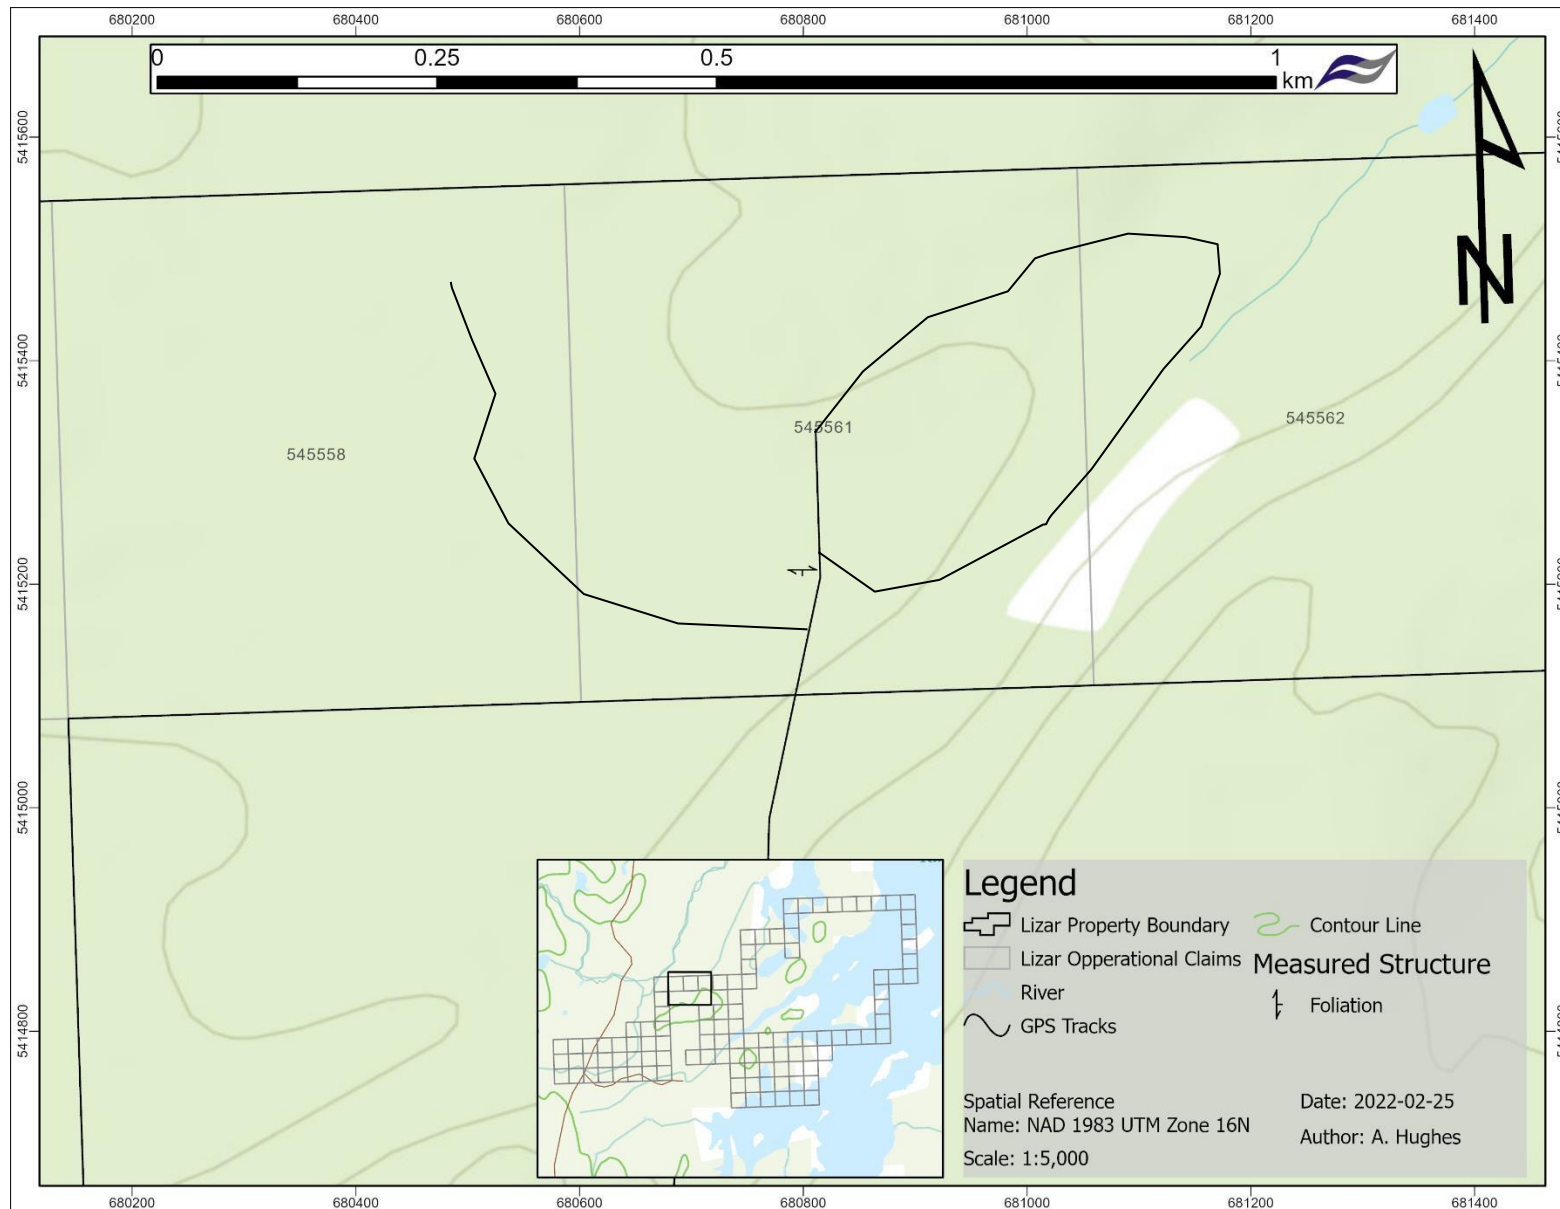 680200 680400 680600 680800 681000 681200 681400
0 0.25 0.5 1
km
5415600
5415400
5415200
5415000
5414800
N
545558
545561
545562
Legend
Lizar Property Boundary
Lizar Opperational Claims
River
GPS Tracks
Contour Line
Measured Structure
Foliation
Spatial Reference
Name: NAD 1983 UTM Zone 16N
Scale: 1:5,000
Date: 2022-02-25
Author: A. Hughes
680200 680400 680600 680800 681000 681200 681400